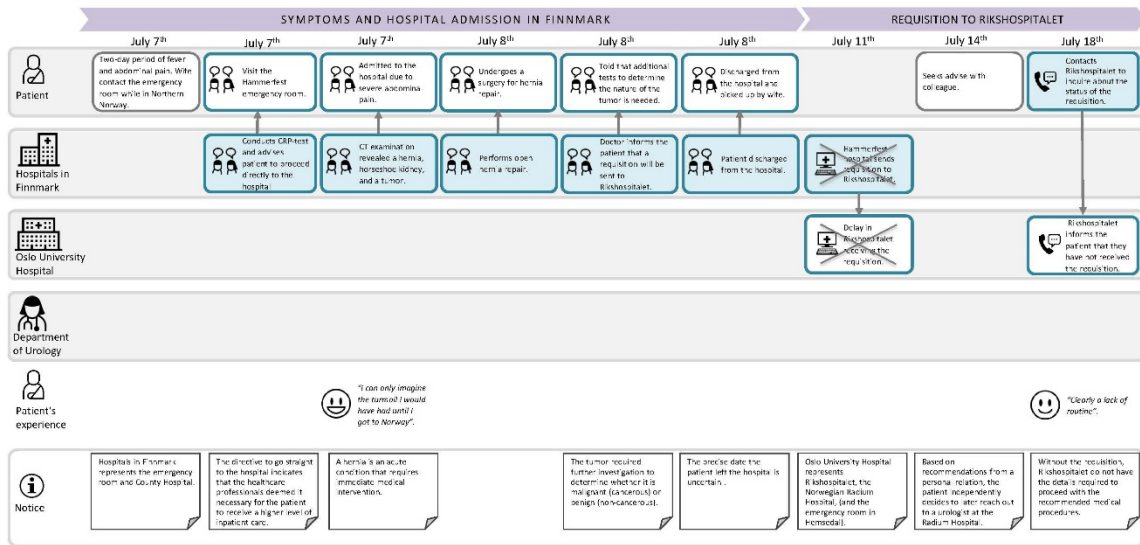 SYMPTOMS AND HOSPITAL ADMISSION IN FINNMARK
REQUISITION TO RIKSHOSPITALET
July 7th
July 7th
July 7th
July 8th
July 8th
July 8th
July 11th
July 14th
July 18th
Patient
Two-day period of fever
and abdominal pain. Wife
contact the emergency
room while in Northern
Norway.
Visit the
Hammerfest
emergency room.
Admitted to the
hospital due to
severe abdomina
pain.
Undergoes a
surgery for hernia
repair.
Told that additional
tests to determine
the nature of the
tumor is needed.
Discharged from
the hospital and
picked up by wife.
Seeks advise with
colleague.
Contacts
Rikshospitalet to
inquire about the
status of the
requisition.
Hospitals in
Finnmark
Conducts CRP-test
and advises
patient to proceed
directly to the
hospital
CT examination
revealed a hernia,
horseshoe kidney,
and a tumor.
Performs open
hernia repair.
Doctor informs the
patient that a
requisition will be
sent to
Rikshospitalet.
Patient discharged
from the hospital.
Hammerfest
hospital sends
requisition to
Rikshospitalet.
Oslo University
Hospital
Delay in
Rikshospitalet
receiving the
requisition.
Rikshospitalet
informs the
patient that they
have not received
the requisition.
Department
of Urology
Patient's
experience
"I can only imagine
the turmoil I would
have had until I
got to Norway".
"Clearly a lack of
routine".
Notice
Hospitals in Finnmark
represents the emergency
room and County Hospital.
The directive to go straight
to the hospital indicates
that the healthcare
professionals deemed it
necessary for the patient
to receive a higher level of
inpatient care.
A hernia is an acute
condition that requires
immediate medical
intervention.
The tumor required
further investigation to
determine whether it is
malignant (cancerous) or
benign (non-cancerous).
The precise date the
patient left the hospital is
uncertain.
Oslo University Hospital
represents
Rikshospitalet, the
Norwegian Radium
Hospital, (and the
emergency room in
Hemsedal).
Based on
recommendations from a
personal relation, the
patient independently
decides to later reach out
to a urologist at the
Radium Hospital.
Without the requisition,
Rikshospitalet do not have
the details required to
proceed with the
recommended medical
procedures.